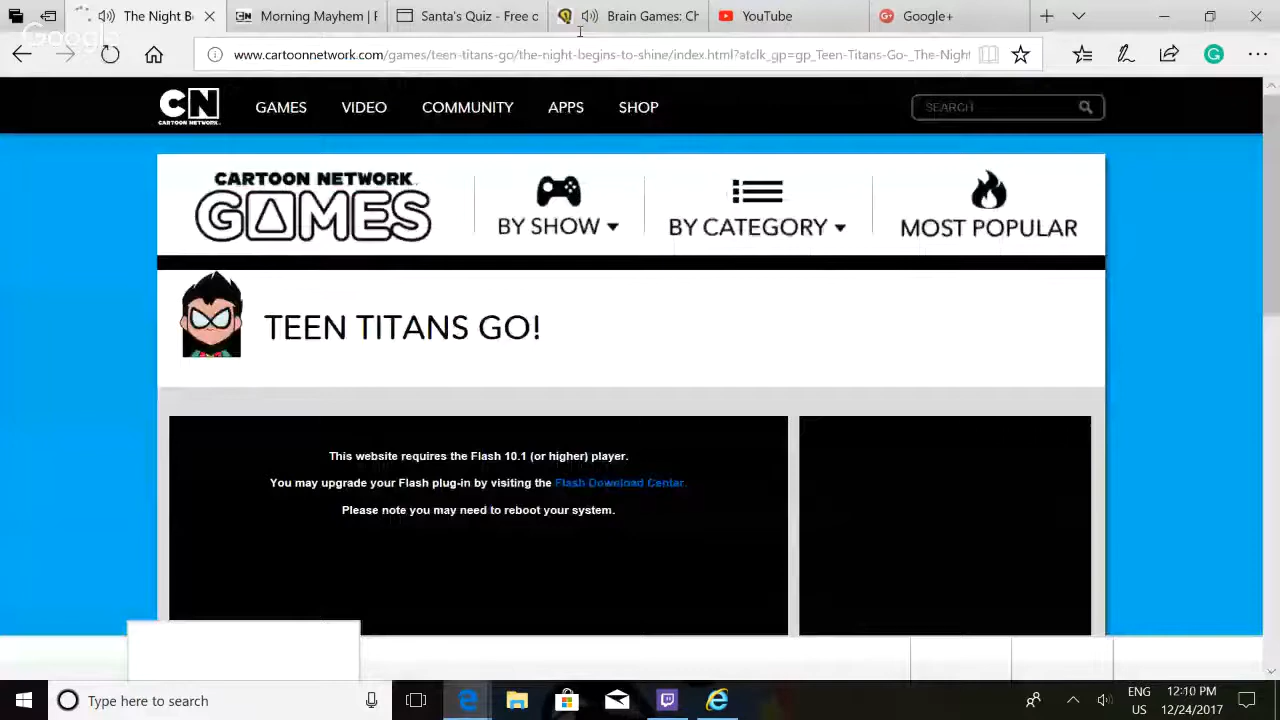 The Night B
Morning Mayhem |
Santa's Quiz - Free o
Brain Games: Ch
YouTube
Google+
Google
www.cartoonnetwork.com/games/teen-titans-go/the-night-begins-to-shine/index.html?atclk_gp=gp_Teen-Titans-Go-_The-Night
CN
CARTOON NETWORK
GAMES
VIDEO
COMMUNITY
APPS
SHOP
SEARCH
CARTOON NETWORK
GAMES
BY SHOW
BY CATEGORY
MOST POPULAR
TEEN TITANS GO!
This website requires the Flash 10.1 (or higher) player.
You may upgrade your Flash plug-in by visiting the Flash Download Center.
Please note you may need to reboot your system.
Type here to search
ENG
US
12:10 PM
12/24/2017